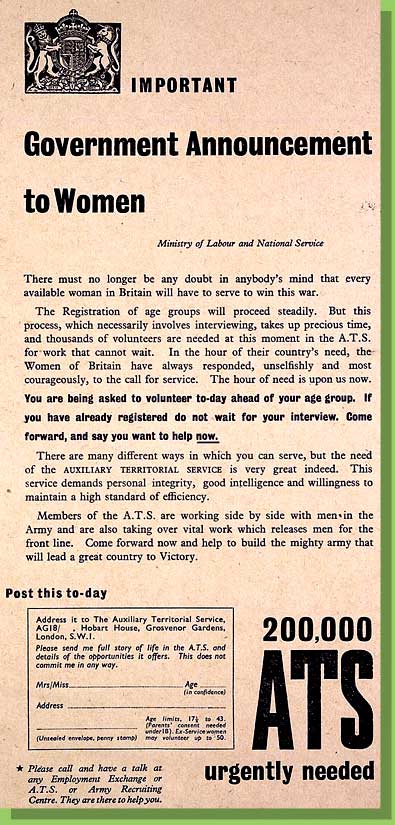 IMPORTANT
Government Announcement
to Women
Ministry of Labour and National Service
There must no longer be any doubt in anybody's mind that every
available woman in Britain will have to serve to win this war.
The Registration of age groups will proceed steadily. But this
process, which necessarily involves interviewing, takes up precious time,
and thousands of volunteers are needed at this moment in the A.T.S.
for work that cannot wait. In the hour of their country's need, the
Women of Britain have always responded, unselfishly and most
courageously, to the call for service. The hour of need is upon us now.
You are being asked to volunteer to-day ahead of your age group. If
you have already registered do not wait for your interview. Come
forward, and say you want to help now.
There are many different ways in which you can serve, but the need
of the AUXILIARY TERRITORIAL SERVICE is very great indeed. This
service demands personal integrity, good intelligence and willingness to
maintain a high standard of efficiency.
Members of the A.T.S. are working side by side with men in the
Army and are also taking over vital work which releases men for the
front line. Come forward now and help to build the mighty army that
will lead a great country to Victory.
Post this to-day
Address it to The Auxiliary Territorial Service,
AG18/ , Hobart House, Grosvenor Gardens,
London, S.W.1.
Please send me full story of life in the A.T.S. and
details of the opportunities it offers. This does not
commit me in any way.
Mrs/Miss Age
(in confidence)
Address
Age limits, 17½ to 43.
(Parents' consent needed
under 18). Ex-Service women
(Unsealed envelope, penny stamp) may volunteer up to 50.
★ Please call and have a talk at
any Employment Exchange or
A.T.S. or Army Recruiting
Centre. They are there to help you.
200,000
ATS
urgently needed